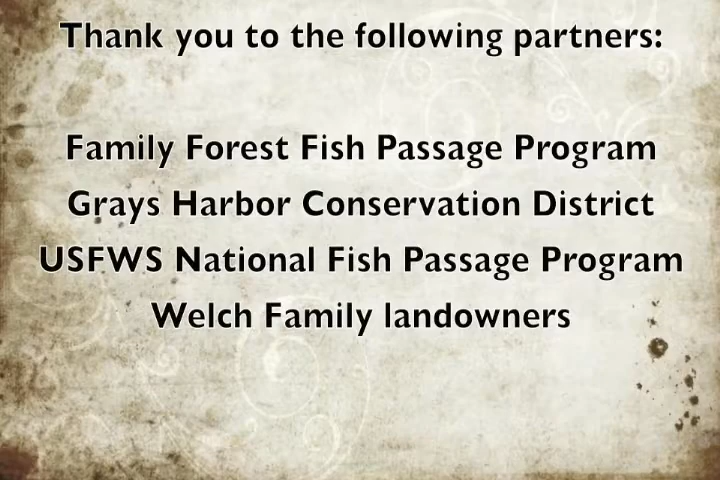 Thank you to the following partners:
Family Forest Fish Passage Program
Grays Harbor Conservation District
USFWS National Fish Passage Program
Welch Family landowners